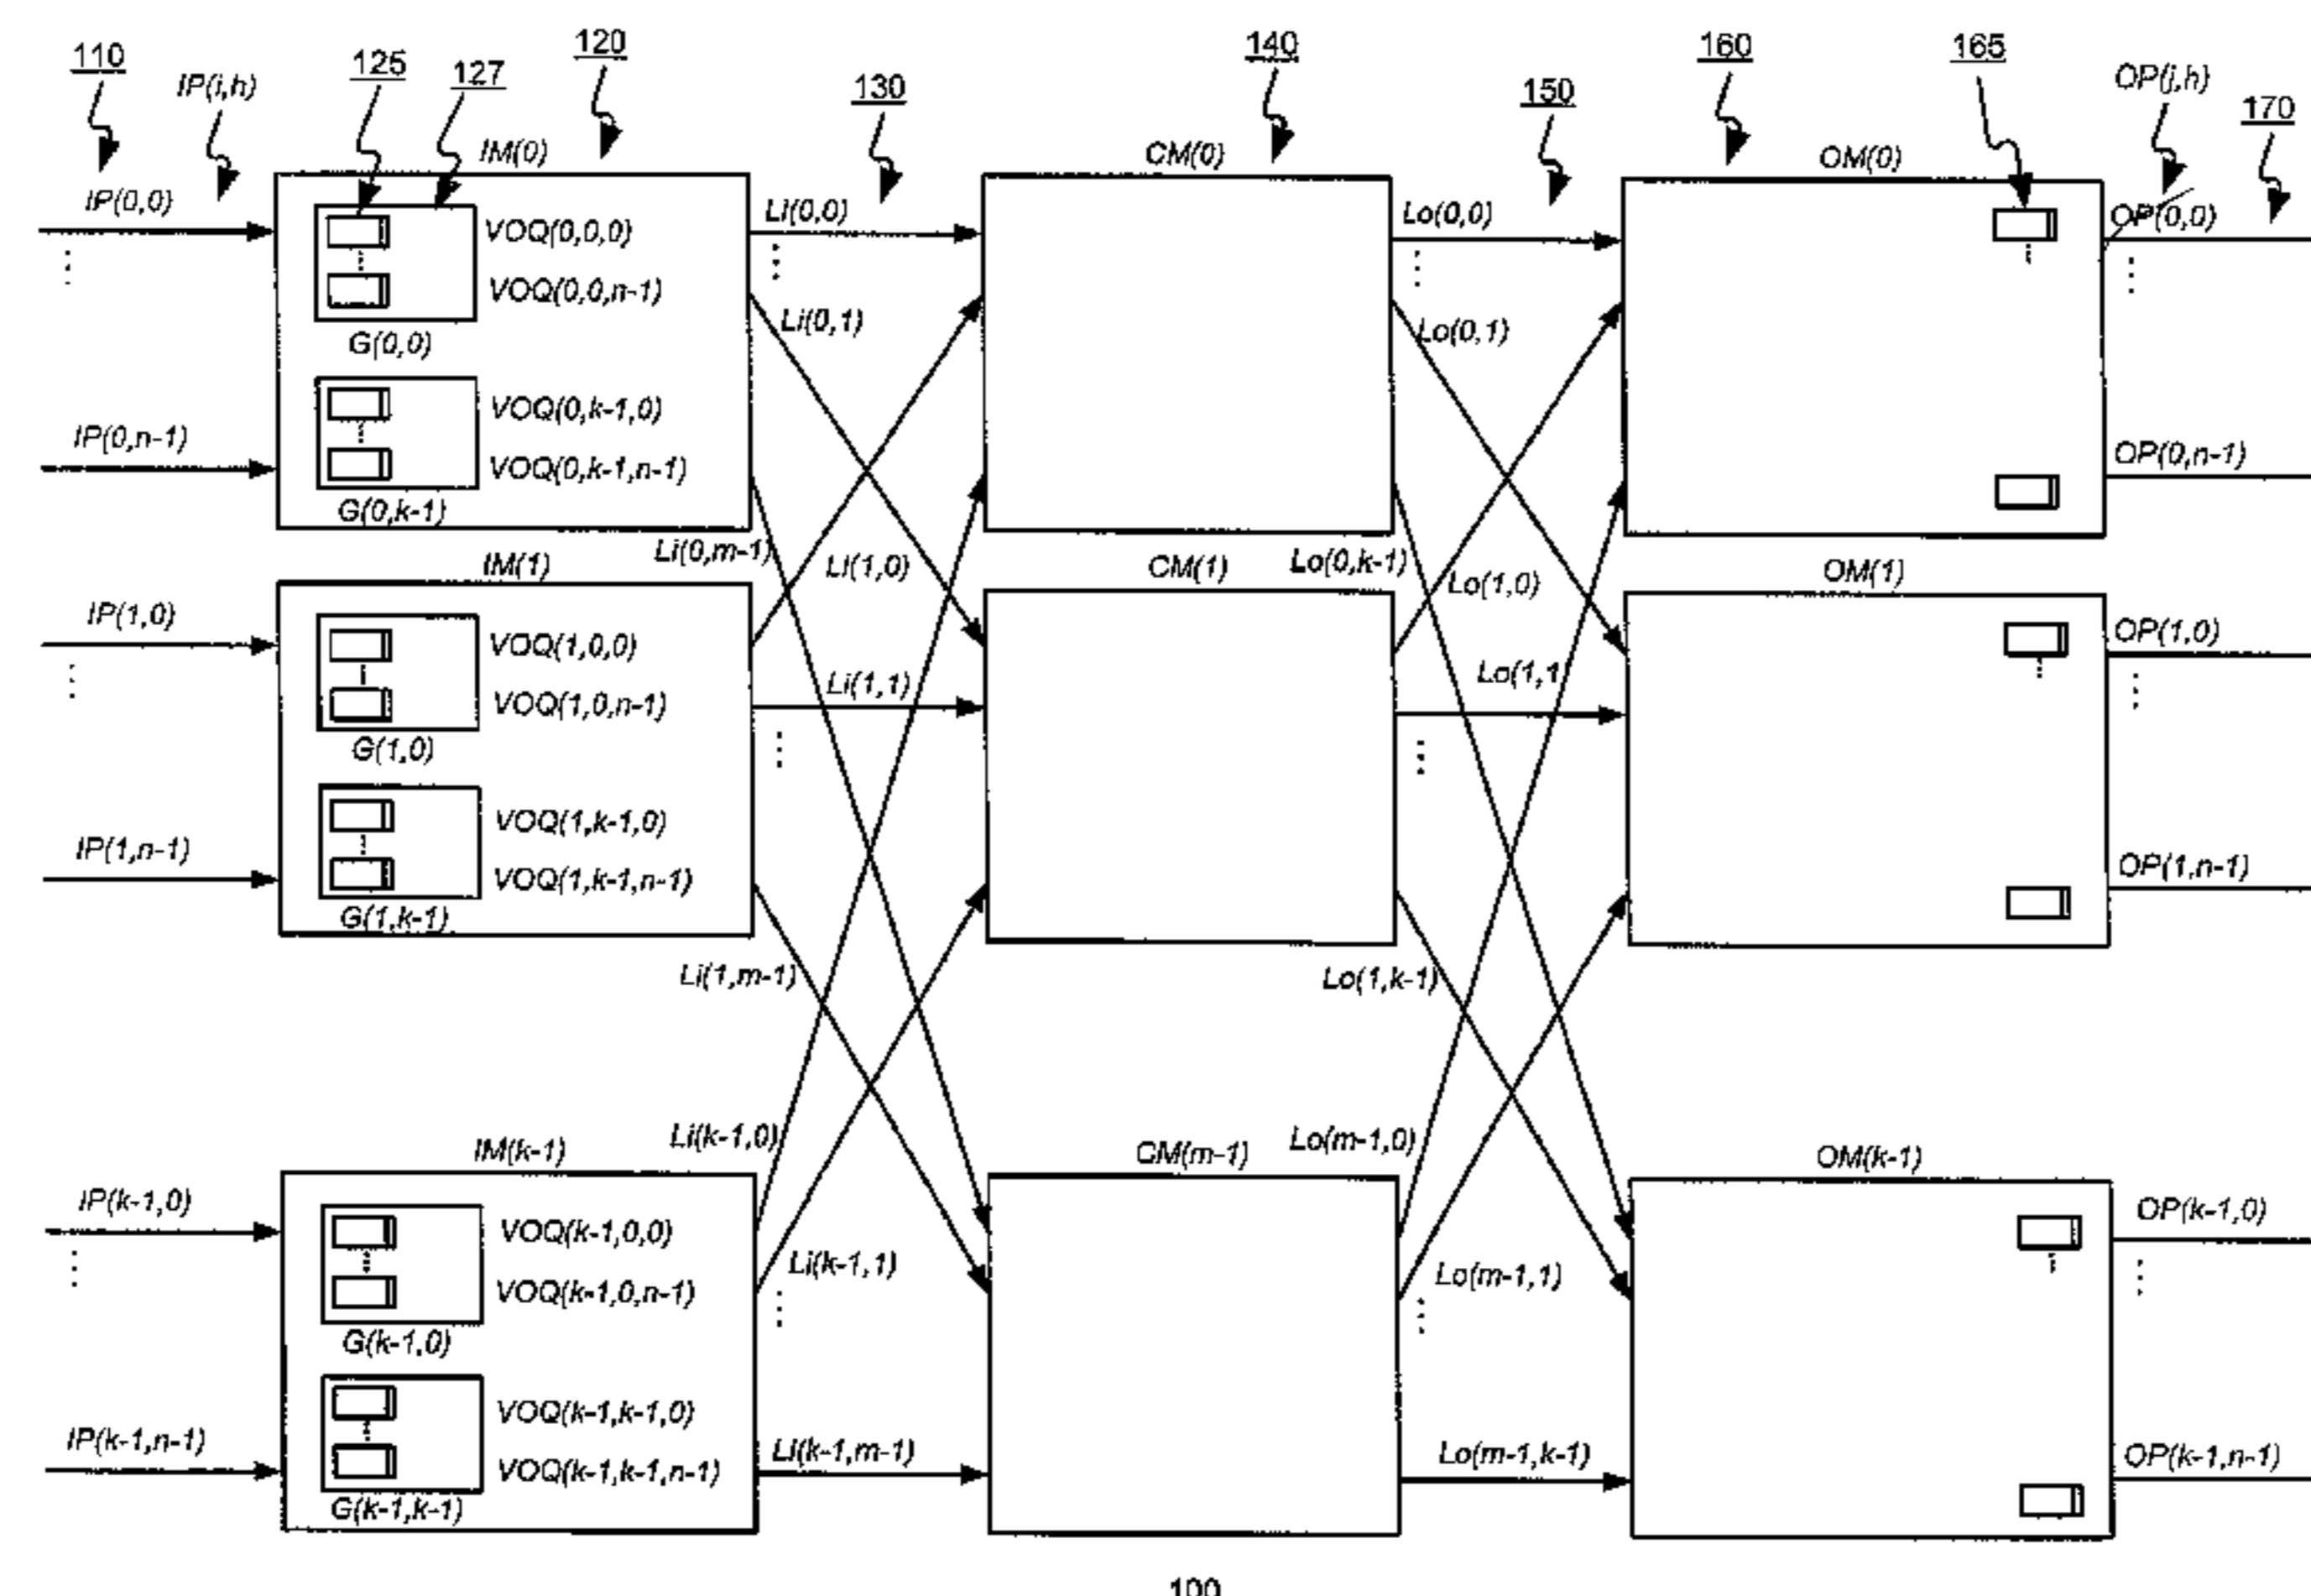 110
IP(i,h)
125
127
120
130
140
150
160
165
OP(j,h)
170
IM(0)
CM(0)
OM(0)
IP(0,0)
VOQ(0,0,0)
VOQ(0,0,n-1)
G(0,0)
VOQ(0,k-1,0)
VOQ(0,k-1,n-1)
G(0,k-1)
IP(0,n-1)
Li(0,0)
Li(0,1)
Li(0,m-1)
Lo(0,0)
Lo(0,1)
Lo(0,k-1)
OP(0,0)
OP(0,n-1)
IM(1)
CM(1)
OM(1)
IP(1,0)
VOQ(1,0,0)
VOQ(1,0,n-1)
G(1,0)
VOQ(1,k-1,0)
VOQ(1,k-1,n-1)
G(1,k-1)
IP(1,n-1)
Li(1,0)
Li(1,1)
Li(1,m-1)
Lo(1,0)
Lo(1,1
Lo(1,k-1)
OP(1,0)
OP(1,n-1)
IM(k-1)
CM(m-1)
OM(k-1)
IP(k-1,0)
VOQ(k-1,0,0)
VOQ(k-1,0,n-1)
G(k-1,0)
VOQ(k-1,k-1,0)
VOQ(k-1,k-1,n-1)
G(k-1,k-1)
IP(k-1,n-1)
Li(k-1,0)
Li(k-1,1)
Li(k-1,m-1)
Lo(m-1,0)
Lo(m-1,1)
Lo(m-1,k-1)
OP(k-1,0)
OP(k-1,n-1)
100